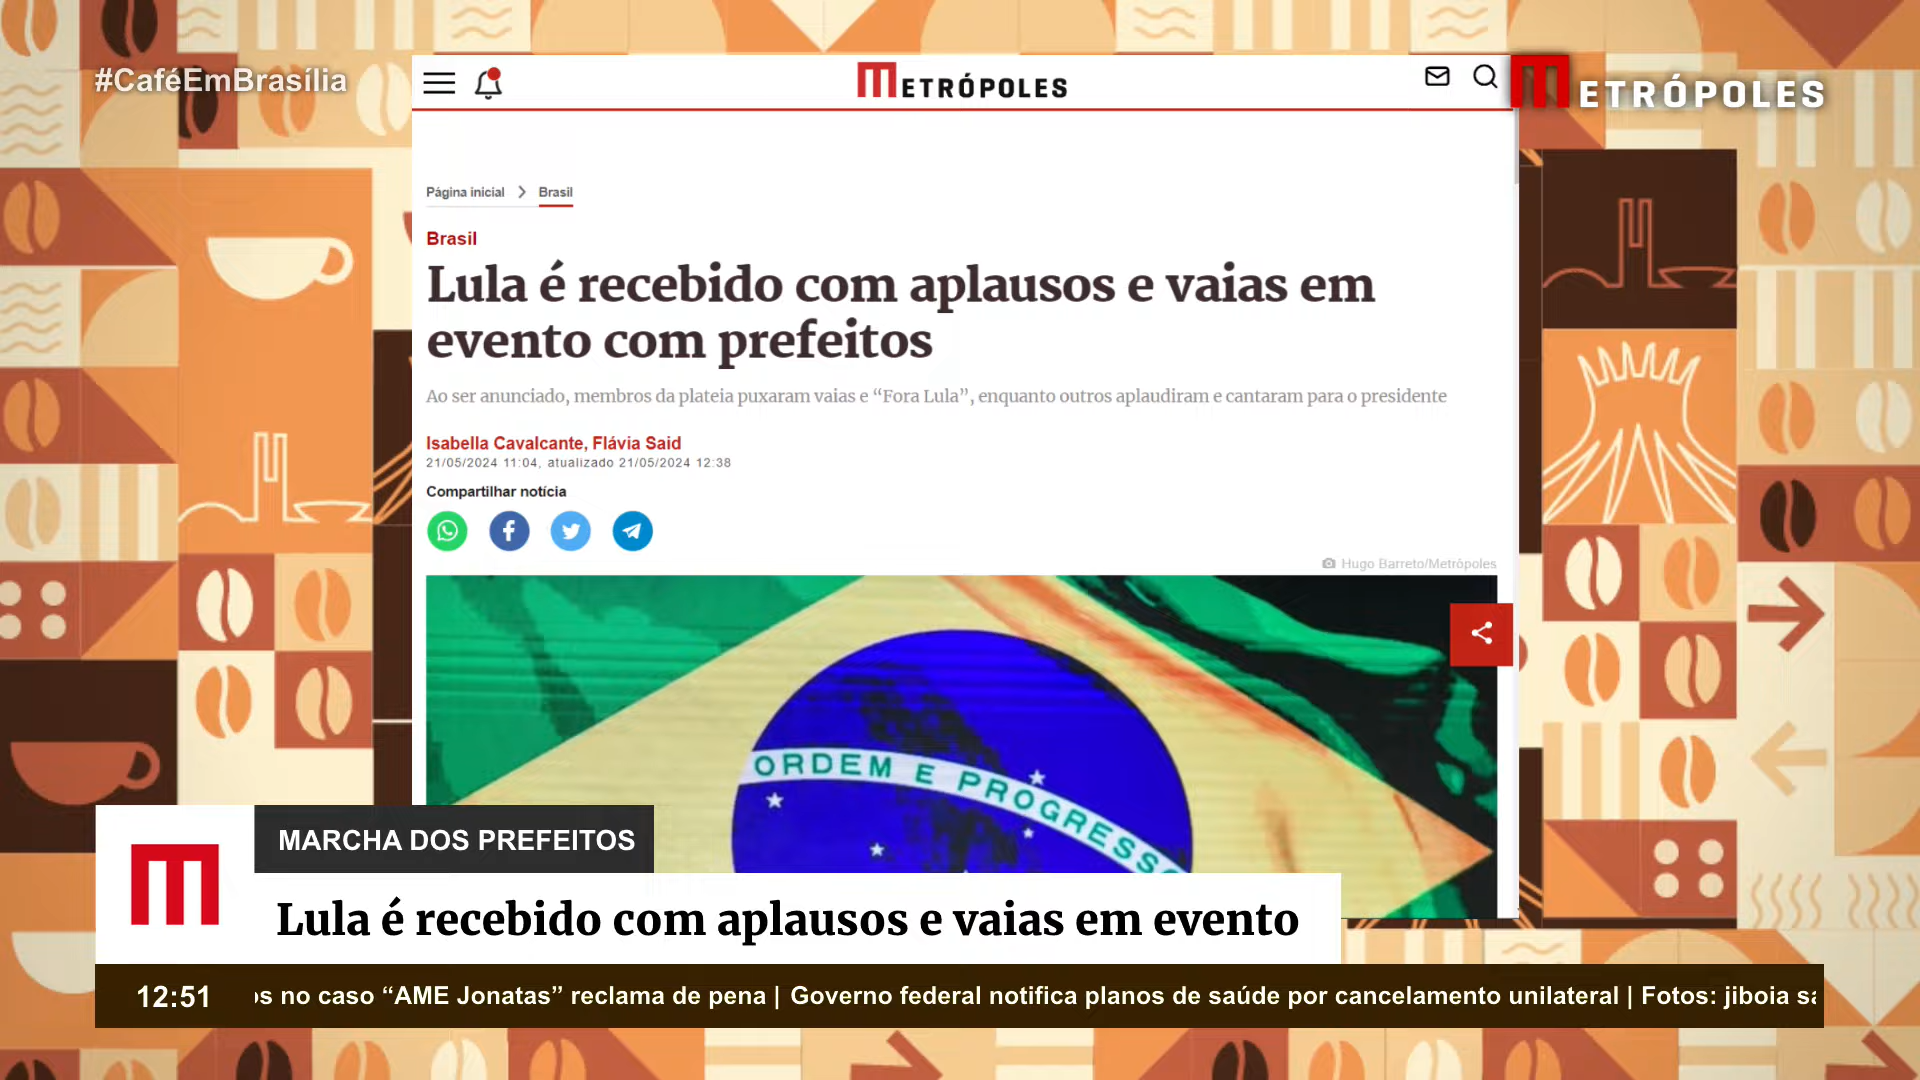 #CaféEmBrasília
METRÓPOLES
METRÓPOLES
Página inicial
Brasil
Brasil
Lula é recebido com aplausos e vaias em
evento com prefeitos
Ao ser anunciado, membros da plateia puxaram vaias e “Fora Lula”, enquanto outros aplaudiram e cantaram para o presidente
Isabella Cavalcante, Flávia Said
21/05/2024 11:04, atualizado 21/05/2024 12:38
Compartilhar notícia
Hugo Barreto/Metrópoles
ORDEM E PROGRESS
MARCHA DOS PREFEITOS
Lula é recebido com aplausos e vaias em evento
12:51
no caso “AME Jonatas” reclama de pena | Governo federal notifica planos de saúde por cancelamento unilateral | Fotos: jiboia